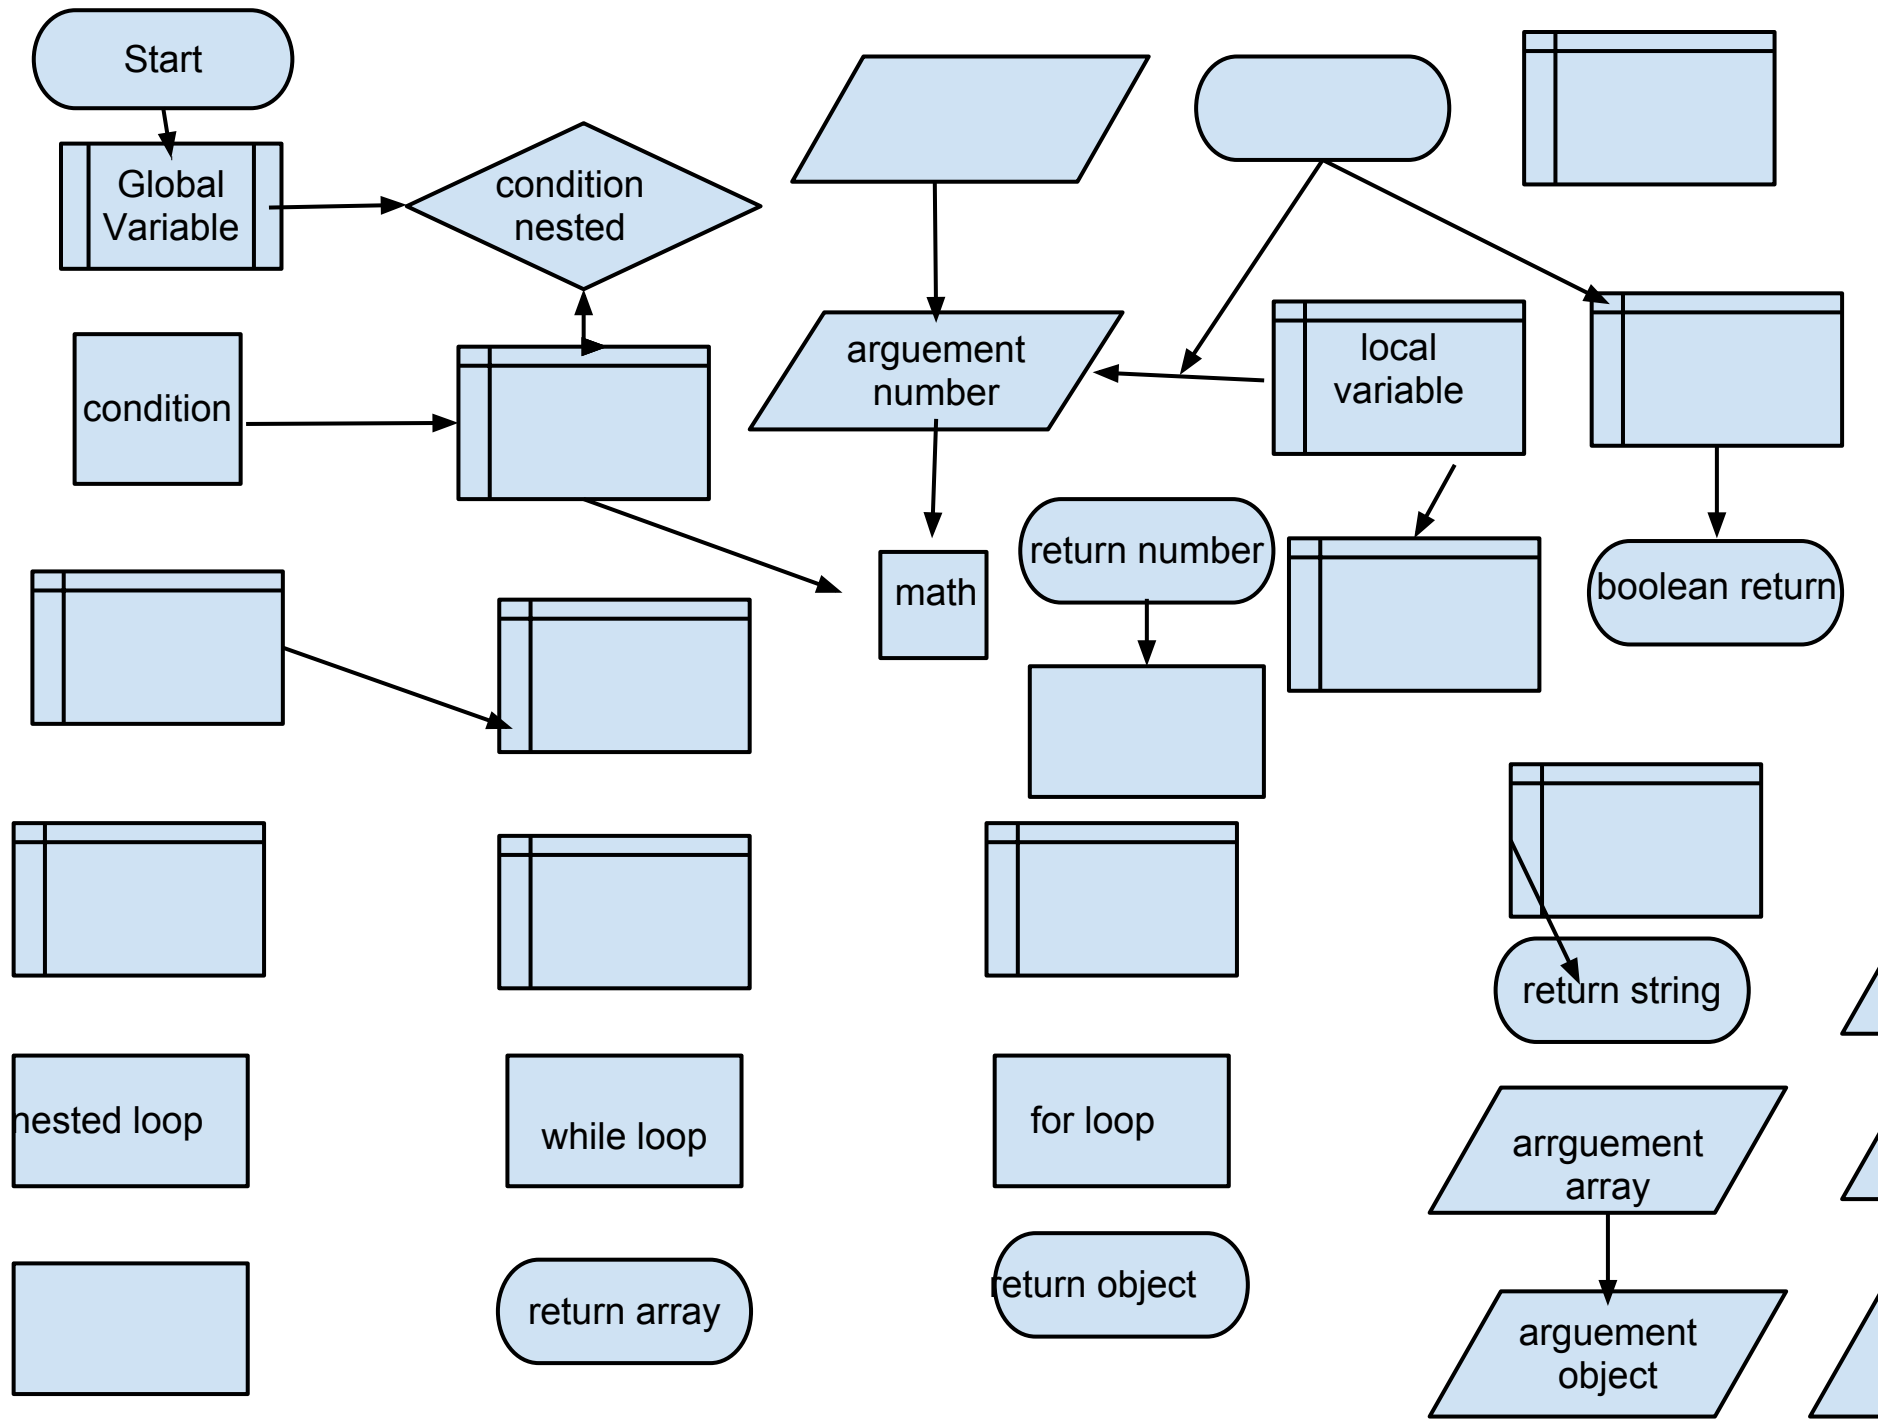 Start
Global
Variable
condition
nested
condition
arguement
number
local
variable
math
return number
boolean return
return string
nested loop
while loop
for loop
arrguement
array
return array
return object
arguement
object